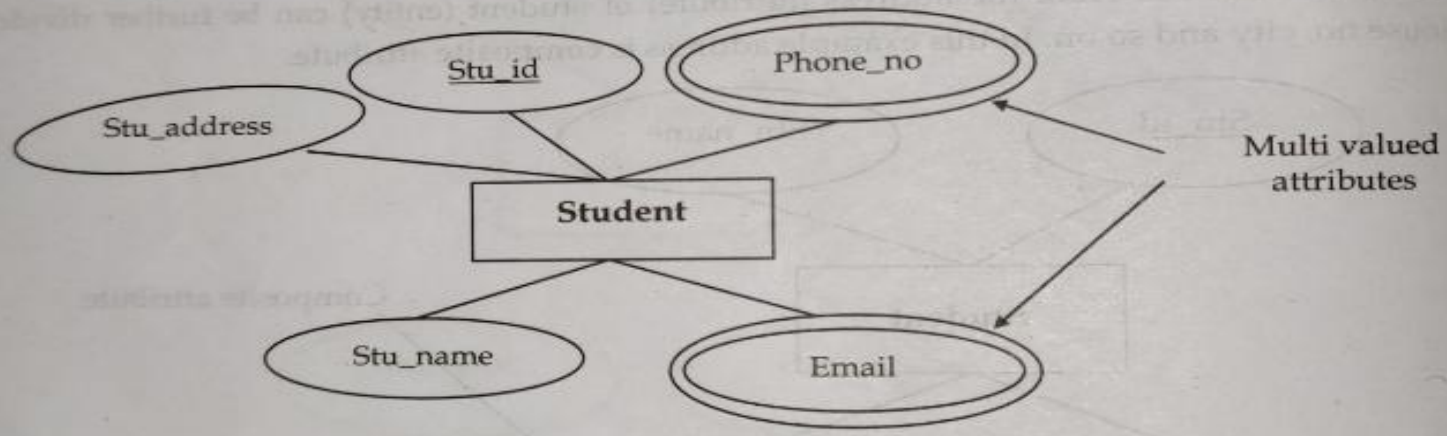 Stu_id
Phone_no
Stu_address
Multi valued
attributes
Student
Stu_name
Email